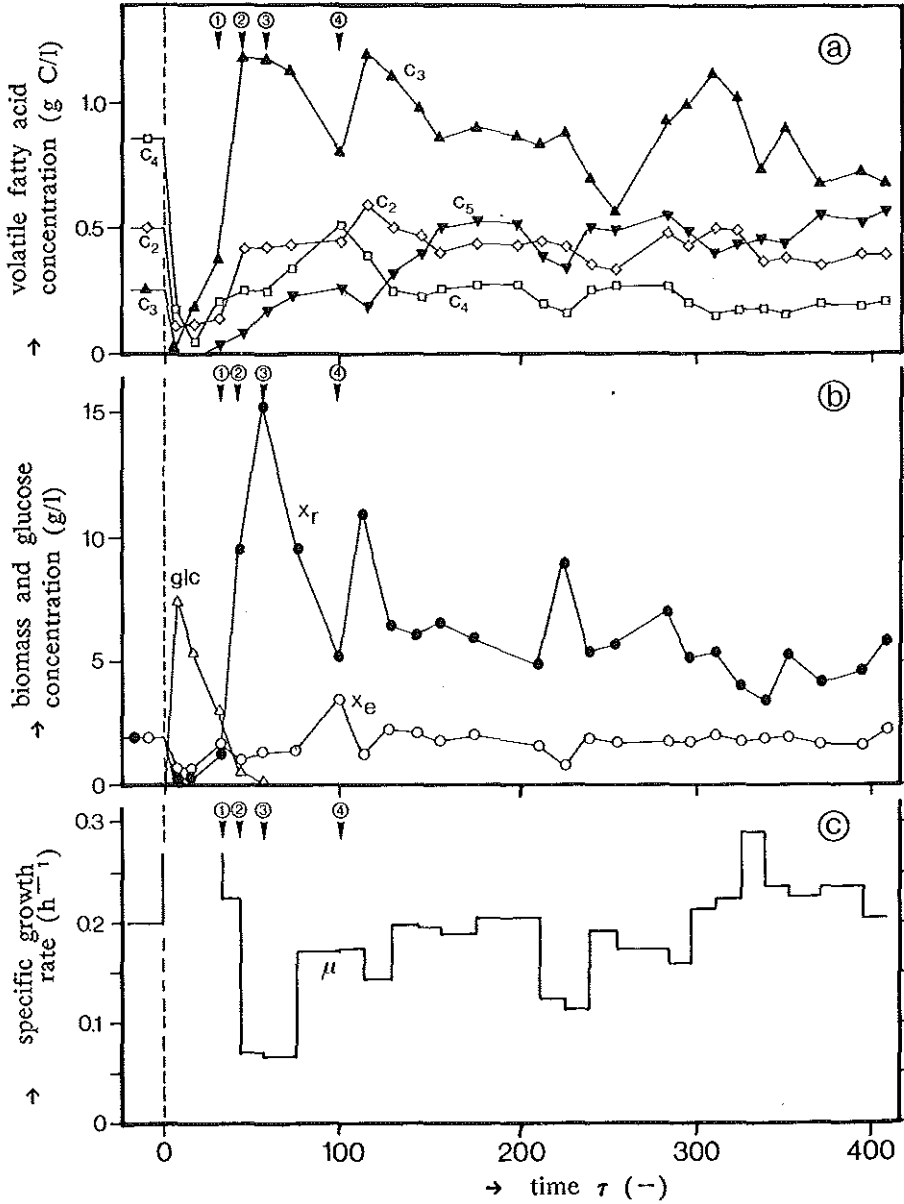 ① ② ③ ④
ⓐ
volatile fatty acid
concentration (g C/l)
→
1.0
0.5
0
C4
C2
C3
C3
C2
C5
C4
① ② ③ ④
ⓑ
biomass and glucose
concentration (g/l)
→
15
10
5
0
glc
xr
xe
① ② ③ ④
ⓒ
specific growth
rate (h⁻¹)
→
0.3
0.2
0.1
0
μ
0 100 200 300 400
→ time τ (−)